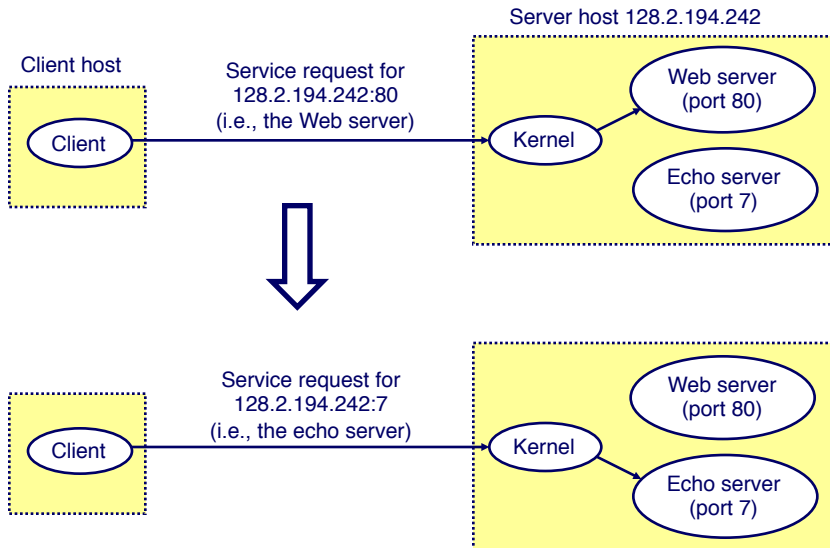 Server host 128.2.194.242
Client host
Service request for
128.2.194.242:80
(i.e., the Web server)
Client
Kernel
Web server
(port 80)
Echo server
(port 7)
Service request for
128.2.194.242:7
(i.e., the echo server)
Client
Kernel
Web server
(port 80)
Echo server
(port 7)